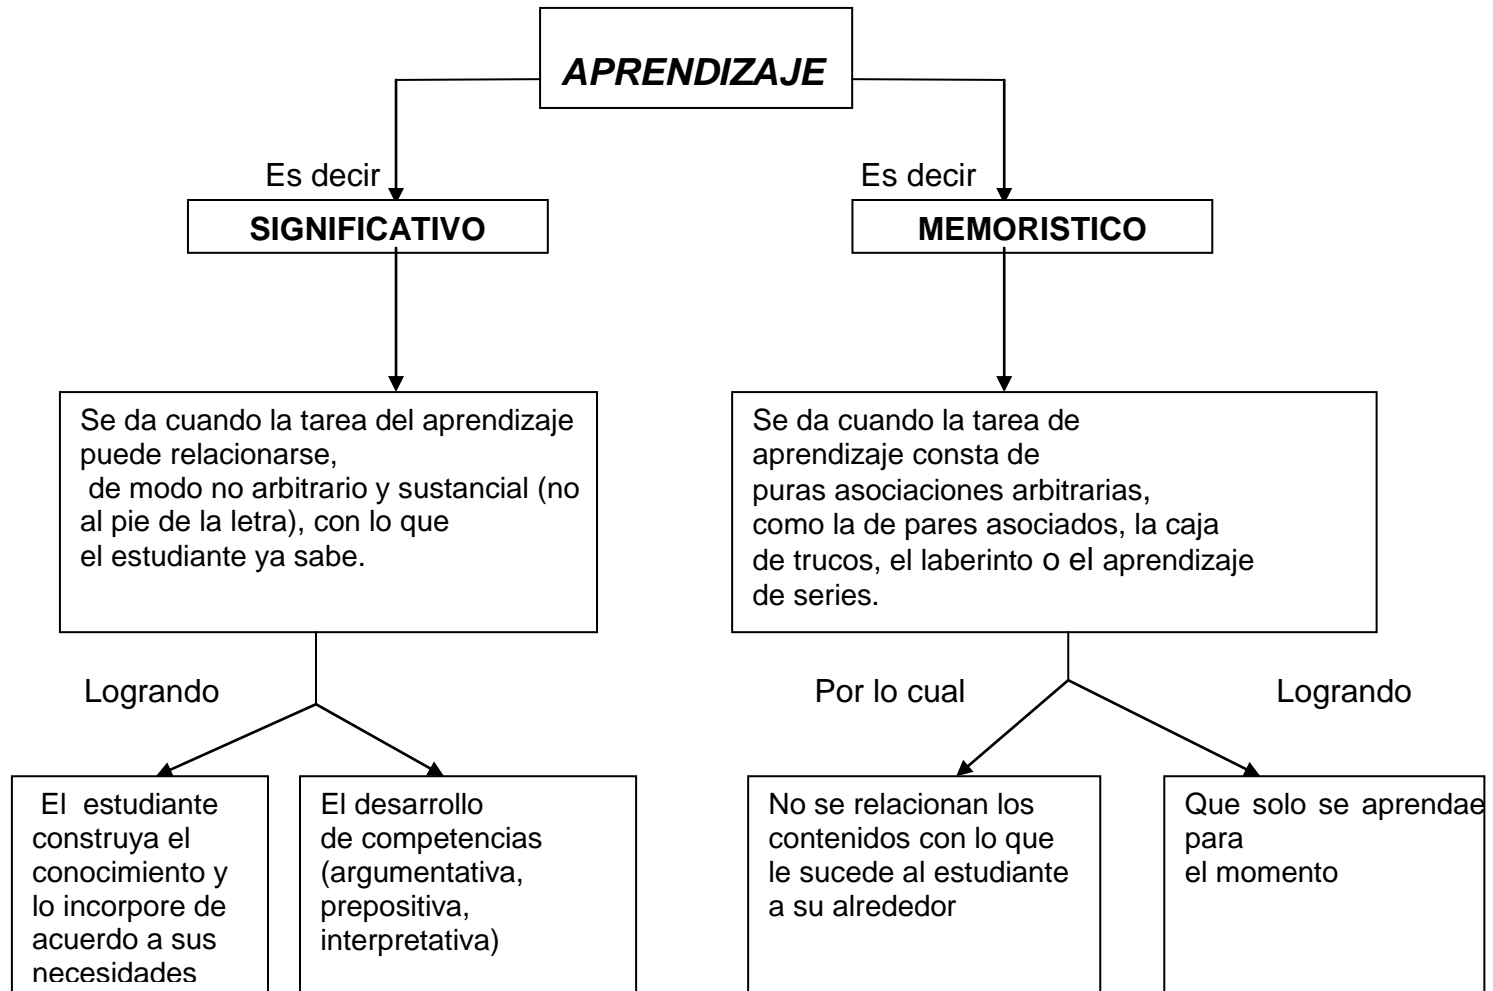 APRENDIZAJE
Es decir
Es decir
SIGNIFICATIVO
MEMORISTICO
Se da cuando la tarea del aprendizaje
puede relacionarse,
de modo no arbitrario y sustancial (no
al pie de la letra), con lo que
el estudiante ya sabe.
Se da cuando la tarea de
aprendizaje consta de
puras asociaciones arbitrarias,
como la de pares asociados, la caja
de trucos, el laberinto o el aprendizaje
de series.
Logrando
Por lo cual
Logrando
El estudiante
construya el
conocimiento y
lo incorpore de
acuerdo a sus
necesidades
El desarrollo
de competencias
(argumentativa,
prepositiva,
interpretativa)
No se relacionan los
contenidos con lo que
le sucede al estudiante
a su alrededor
Que solo se aprendae
para
el momento